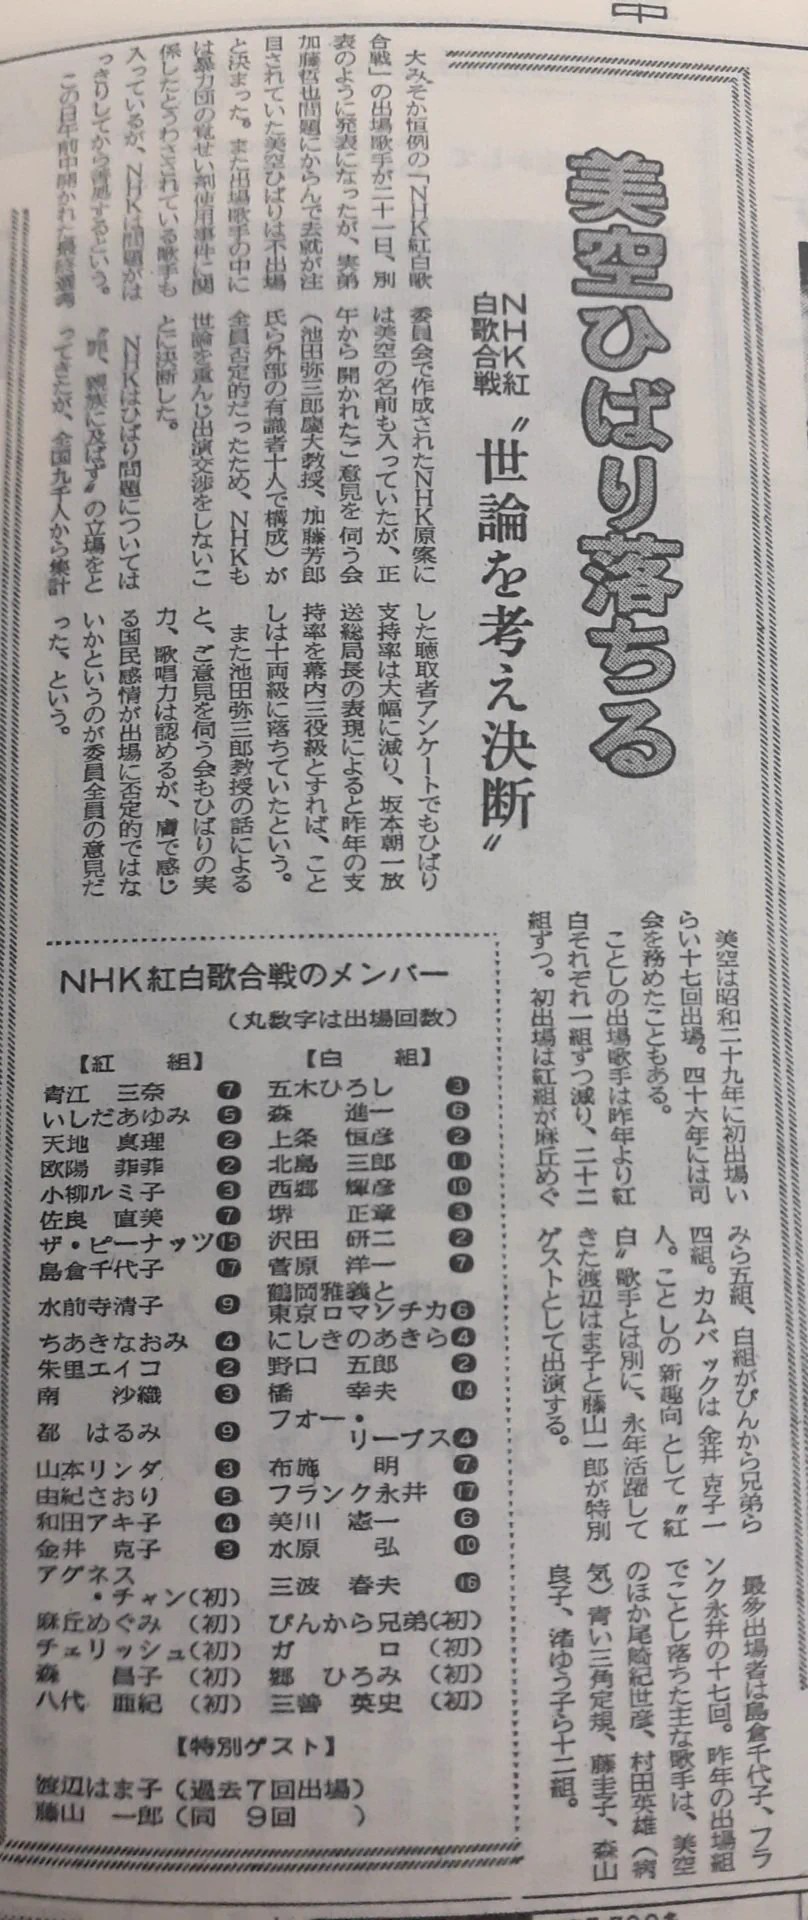 中
美空ひばり落ちる
NHK紅
白歌合戦
〝世論を考え決断〟
大みそか恒例の「NHK紅白歌
合戦」の出場歌手が二十一日、別
表のように発表になったが、実弟
加藤哲也問題にからんで去就が注
目されていた美空ひばりは不出場
と決まった。また出場歌手の中に
は暴力団の覚せい剤使用事件に関
係したとうわさされている歌手も
入っているが、NHKは問題がは
っきりしてから善処するという。
この日午前中開かれた最終選考
委員会で作成されたNHK原案に
は美空の名前も入っていたが、正
午から開かれたご意見を伺う会
(池田弥三郎慶大教授、加藤芳郎
氏ら外部の有識者十人で構成)が
全員否定的だったため、NHKも
世論を重んじ出演交渉をしないこ
とに決断した。
NHKはひばり問題については
〝罪、親族に及ばず〟の立場をと
ってきたが、全国九千人から集計
した聴取者アンケートでもひばり
支持率は大幅に減り、坂本朝一放
送総局長の表現によると昨年の支
持率を幕内三役級とすれば、こと
しは十両級に落ちていたという。
また池田弥三郎教授の話による
と、ご意見を伺う会もひばりの実
力、歌唱力は認めるが、膚で感じ
る国民感情が出場に否定的ではな
いかというのが委員全員の意見だ
った、という。
美空は昭和二十九年に初出場い
らい十七回出場。四十六年には司
会を務めたこともある。
ことしの出場歌手は昨年より紅
白それぞれ一組ずつ減り、二十二
組ずつ。初出場は紅組が麻丘めぐ
みら五組、白組がぴんから兄弟ら
四組。カムバックは金井克子一
人。ことしの新趣向として〝紅
白〟歌手とは別に、永年活躍して
きた渡辺はま子と藤山一郎が特別
ゲストとして出演する。
最多出場者は島倉千代子、フラ
ンク永井の十七回。昨年の出場組
でことし落ちた主な歌手は、美空
のほか尾崎紀世彦、村田英雄(病
気)青い三角定規、藤圭子、森山
良子、渚ゆう子ら十二組。
NHK紅白歌合戦のメンバー
(丸数字は出場回数)
【紅 組】
青江 三奈 ❼
いしだあゆみ ❺
天地 真理 ❷
欧陽 菲菲 ❷
小柳ルミ子 ❸
佐良 直美 ❼
ザ・ピーナッツ⓯
島倉千代子 ⓱
水前寺清子 ❾
ちあきなおみ ❹
朱里エイコ ❷
南 沙織 ❸
都 はるみ ❾
山本リンダ ❸
由紀さおり ❺
和田アキ子 ❹
金井 克子 ❸
アグネス
・チャン(初)
麻丘めぐみ (初)
チェリッシュ(初)
森 昌子 (初)
八代 亜紀 (初)
【白 組】
五木ひろし ❸
森 進一 ❻
上条 恒彦 ❷
北島 三郎 ⓫
西郷 輝彦 ❿
堺 正章 ❸
沢田 研二 ❷
菅原 洋一 ❼
鶴岡雅義と
東京ロマンチカ❻
にしきのあきら❹
野口 五郎 ❷
橋 幸夫 ⓮
フォー・
リーブス❹
布施 明 ❼
フランク永井 ⓱
美川 憲一 ❻
水原 弘 ❿
三波 春夫 ⓰
ぴんから兄弟(初)
ガ ロ (初)
郷 ひろみ (初)
三善 英史 (初)
【特別ゲスト】
渡辺はま子(過去7回出場)
藤山 一郎(同 9回 )